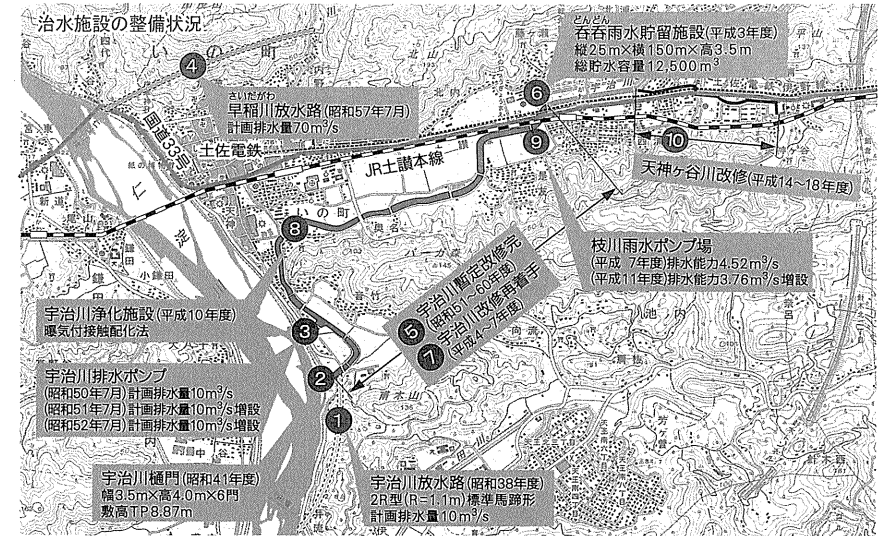 治水施設の整備状況
どんどん
呑呑雨水貯留施設(平成3年度)
縦25m×横150m×高3.5m
総貯水容量12,500m³
いの町
④
さいだがわ
早稲川放水路(昭和57年7月)
計画排水量70m³/s
⑥
国道33号
土佐電鉄
JR土讃本線
⑨
⑩
天神ヶ谷川改修(平成14~18年度)
仁
淀
いの町
奥名
⑧
バーガ森
枝川雨水ポンプ場
(平成 7年度)排水能力4.52m³/s
(平成11年度)排水能力3.76m³/s増設
鎌田
小鎌田
音竹
⑤宇治川暫定改修完
(昭和51~60年度)
⑦宇治川改修再着手
(平成4~7年度)
池ノ内
宇治川浄化施設(平成10年度)
曝気付接触配化法
③
宇治川排水ポンプ
(昭和50年7月)計画排水量10m³/s
(昭和51年7月)計画排水量10m³/s増設
(昭和52年7月)計画排水量10m³/s増設
②
①
宇治川樋門(昭和41年度)
幅3.5m×高4.0m×6門
敷高TP8.87m
宇治川放水路(昭和38年度)
2R型(R=1.1m)標準馬蹄形
計画排水量10m³/s